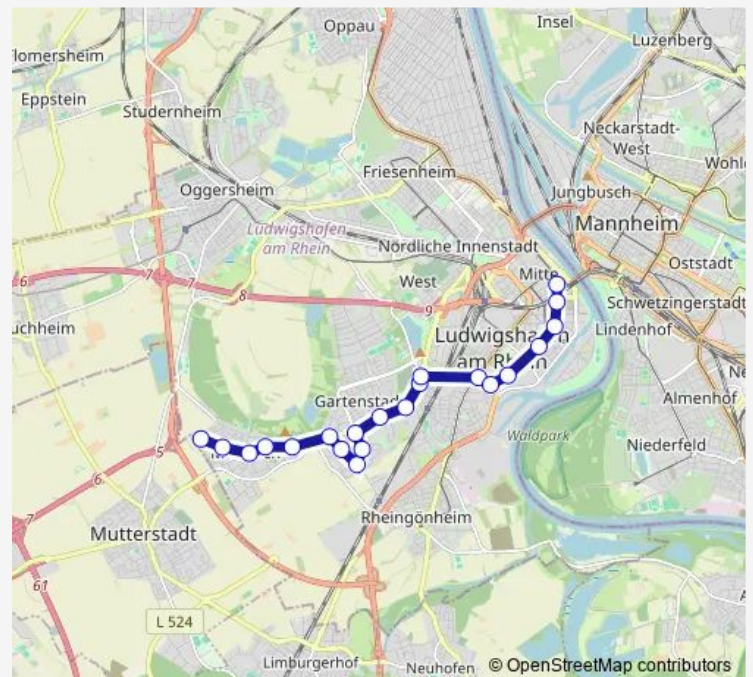 Insel
Oppau
Luzenberg
Flomersheim
Eppstein
Studernheim
Neckarstadt-
West
Friesenheim
Oggersheim
Jungbusch
Ludwigshafen
am Rhein
Mannheim
Nördliche Innenstadt
Oststadt
Mitte
6
7
7
8
West
9
Schwetzingerstadt
Lindenhof
Ludwigshafen
am Rhein
Almenhof
Gartenstadt
Waldpark
Niederfeld
5
6
7
Mutterstadt
Rheingönheim
61
L 524
Limburgerhof
Neuhofen
© OpenStreetMap contributors